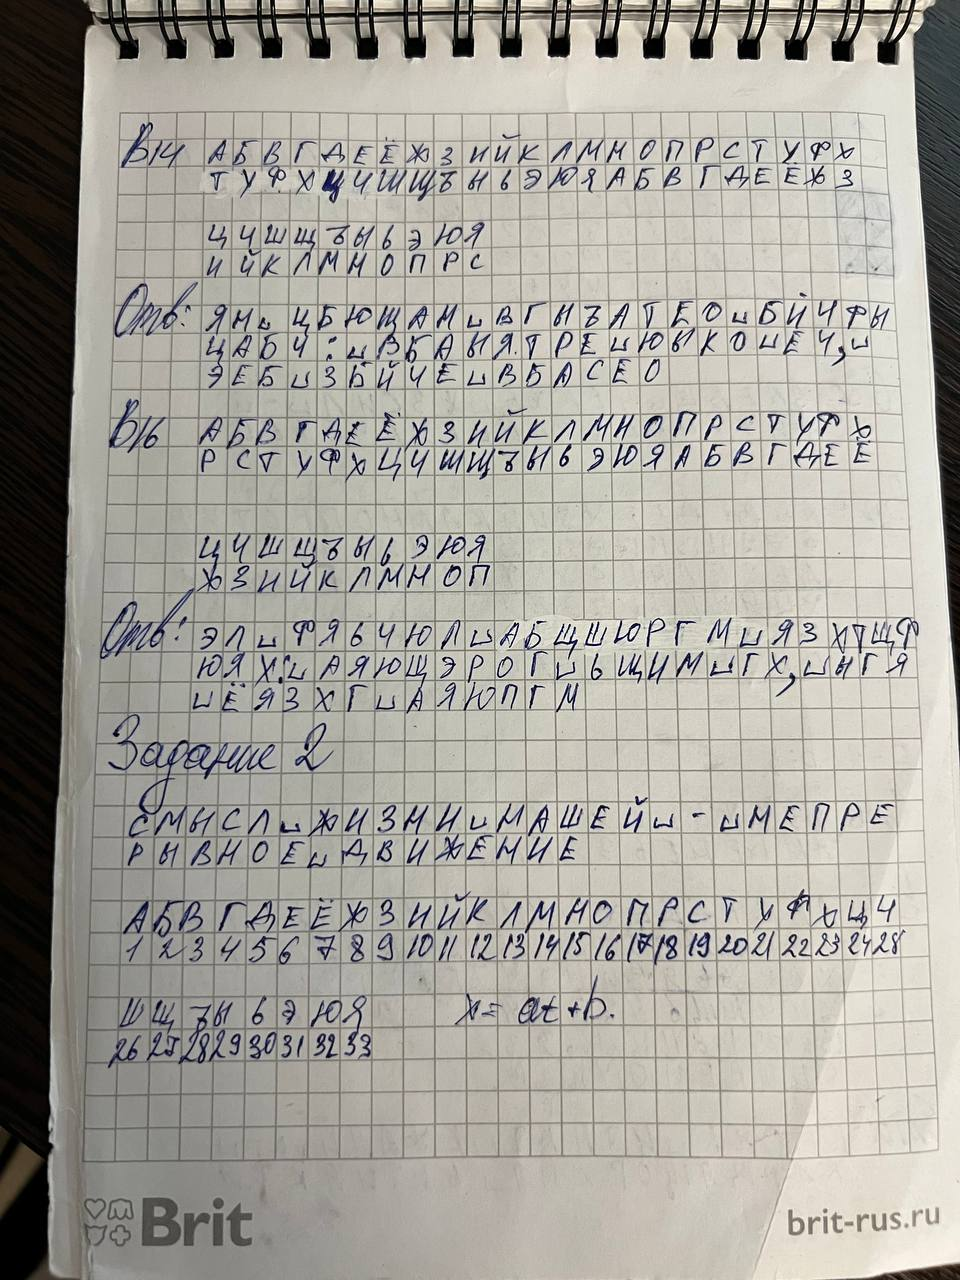 В14 А Б В Г Д Е Ё Ж З И Й К Л М Н О П Р С Т У Ф Х
Т У Ф Х Ц Ч Ш Щ Ъ Ы Ь Э Ю Я А Б В Г Д Е Ё Ж З
Ц Ч Ш Щ Ъ Ы Ь Э Ю Я
И Й К Л М Н О П Р С
Отв: Я Н ␣ Ц Б Ю Щ А Н ␣ В Г Н Ъ А Т Е О ␣ Б Й Ч Ф Ы
Ц А Б Ч : ␣ В Б А Ы Я Т Р Е ␣ Ю Ы К О ␣ Е Ч , ␣
Э Е Б ␣ З Б Й Ч Е ␣ В Б А С Е О
В16 А Б В Г Д Е Ё Ж З И Й К Л М Н О П Р С Т У Ф Х
Р С Т У Ф Х Ц Ч Ш Щ Ъ Ы Ь Э Ю Я А Б В Г Д Е Ё
Ц Ч Ш Щ Ъ Ы Ь Э Ю Я
Ж З И Й К Л М Н О П
Отв: Э Л ␣ Ф Я Ь Ч Ю Л ␣ А Б Щ Ш Ю Р Г М ␣ Я З Х Т Щ Ф
Ю Я Х : ␣ А Я Ю Щ Э Р О Г ␣ Ь Щ И М ␣ Г Х , ␣ Ы Г Я
␣ Ё Я З Х Г ␣ А Я Ю П Г М
Задание 2
С М Ы С Л ␣ Ж И З Н И ␣ Н А Ш Е Й ␣ - ␣ Н Е П Р Е
Р Ы В Н О Е ␣ Д В И Ж Е Н И Е
А Б В Г Д Е Ё Ж З И Й К Л М Н О П Р С Т У Ф Х Ц Ч
1 2 3 4 5 6 7 8 9 10 11 12 13 14 15 16 17 18 19 20 21 22 23 24 25
Ш Щ Ъ Ы Ь Э Ю Я x = at + b.
26 27 28 29 30 31 32 33
Brit
brit-rus.ru